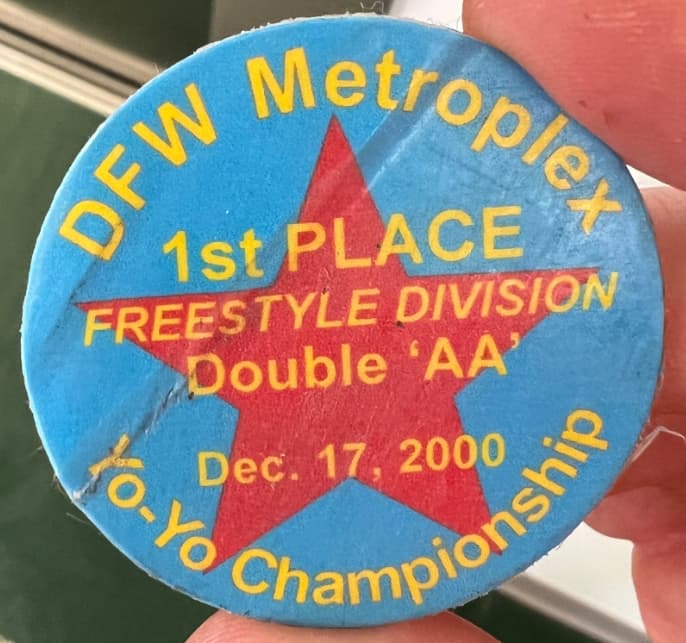 DFW Metroplex
1st PLACE
FREESTYLE DIVISION
Double ‘AA’
Dec. 17, 2000
Yo-Yo Championship